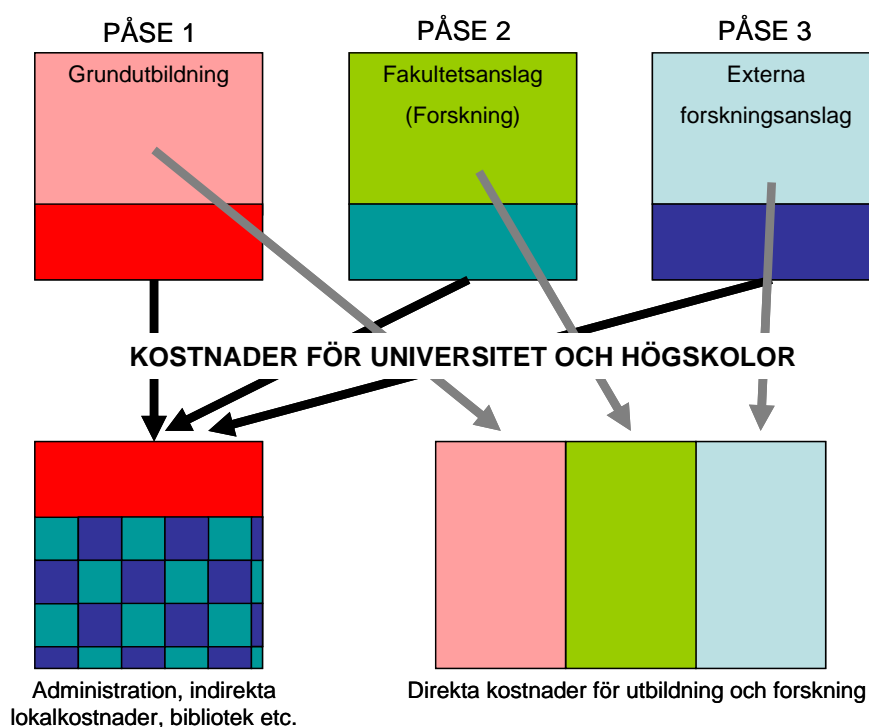 PÅSE 1
PÅSE 2
PÅSE 3
Grundutbildning
Fakultetsanslag
(Forskning)
Externa
forskningsanslag
KOSTNADER FÖR UNIVERSITET OCH HÖGSKOLOR
Administration, indirekta
lokalkostnader, bibliotek etc.
Direkta kostnader för utbildning och forskning